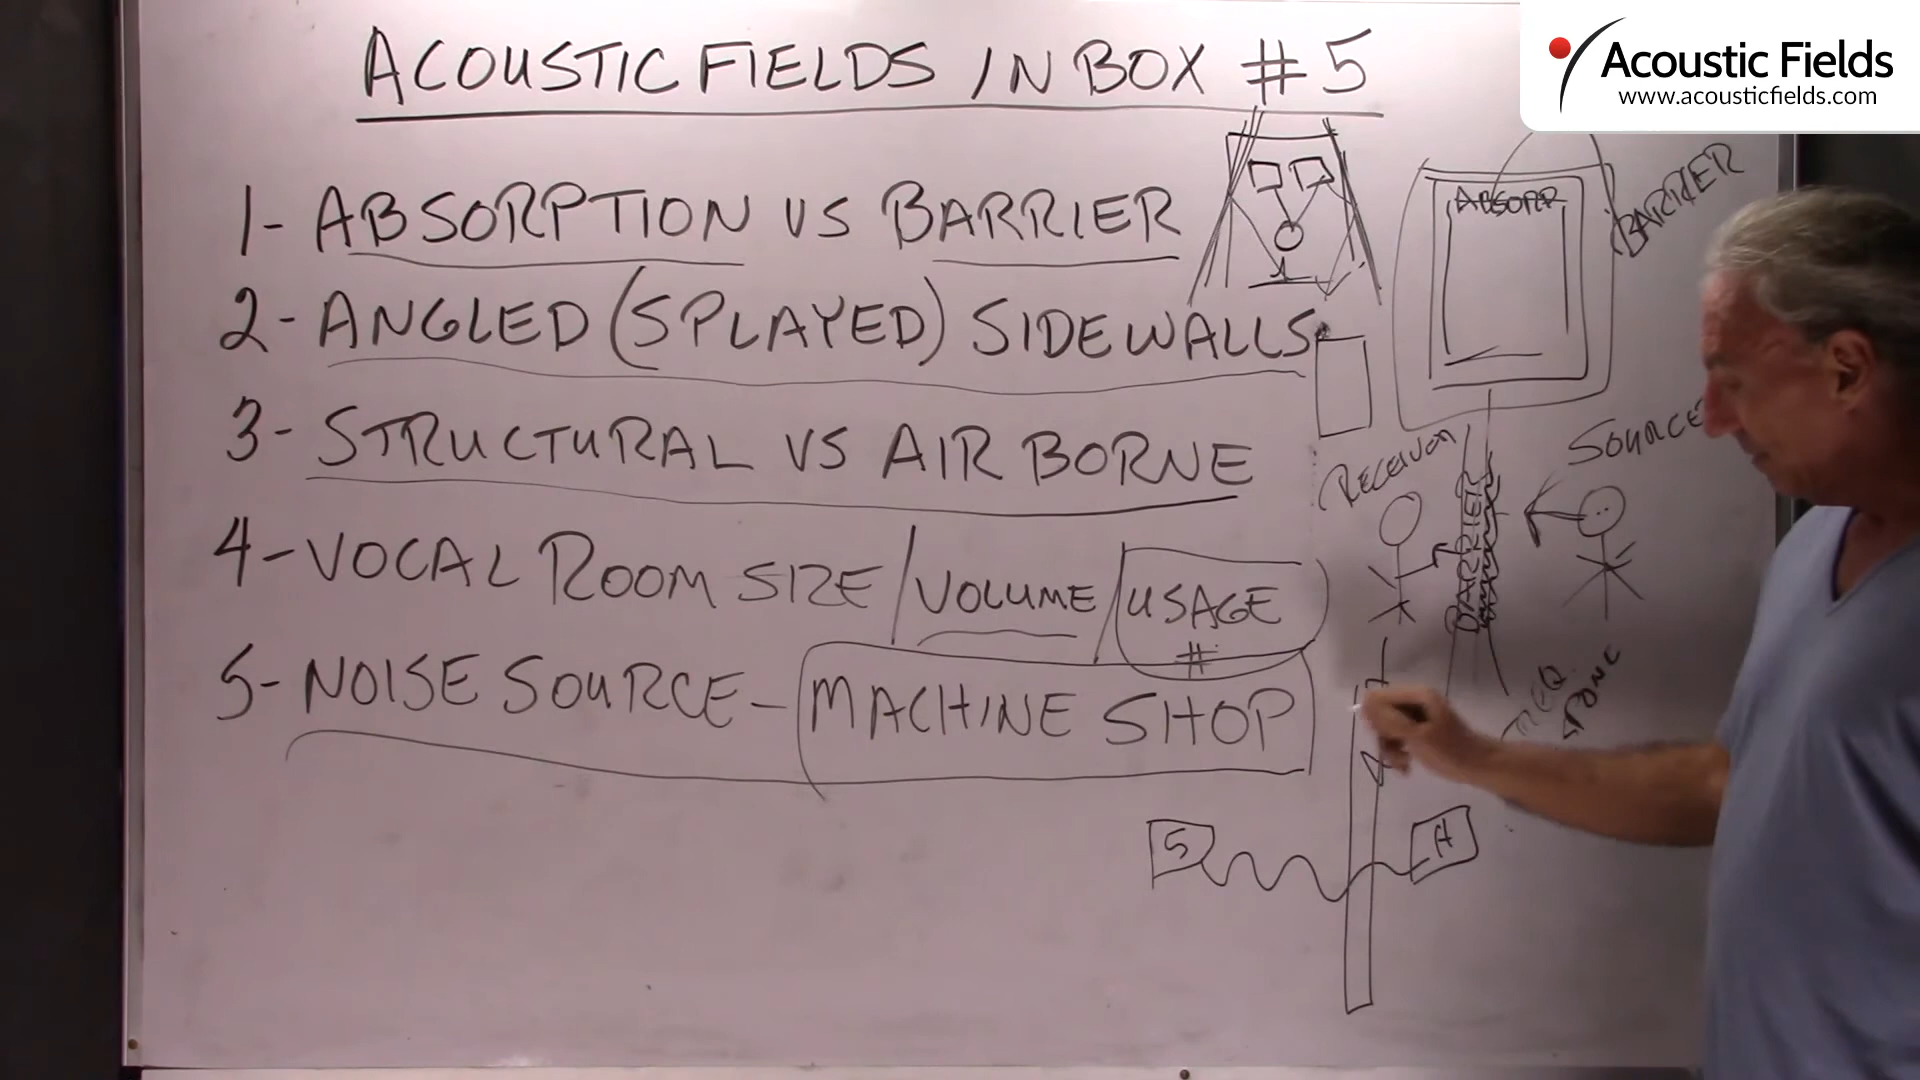 Acoustic Fields
www.acousticfields.com
ACOUSTIC FIELDS IN BOX #5
1- ABSORPTION VS BARRIER
2- ANGLED (SPLAYED) SIDEWALLS
3- STRUCTURAL VS AIR BORNE
4- VOCAL ROOM SIZE / VOLUME / USAGE
#
5- NOISE SOURCE - MACHINE SHOP
ABSORP
BARRIER
SOURCE
BARRIER
S